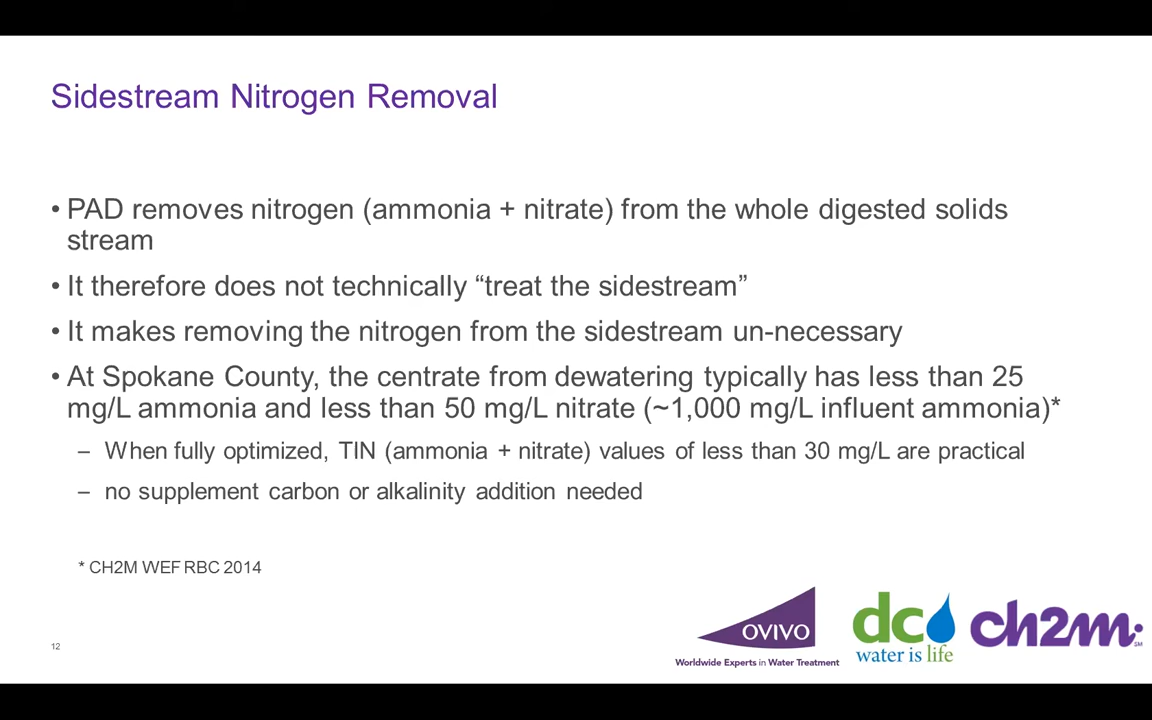 Sidestream Nitrogen Removal
• PAD removes nitrogen (ammonia + nitrate) from the whole digested solids
stream
• It therefore does not technically “treat the sidestream”
• It makes removing the nitrogen from the sidestream un-necessary
• At Spokane County, the centrate from dewatering typically has less than 25
mg/L ammonia and less than 50 mg/L nitrate (~1,000 mg/L influent ammonia)*
– When fully optimized, TIN (ammonia + nitrate) values of less than 30 mg/L are practical
– no supplement carbon or alkalinity addition needed
* CH2M WEF RBC 2014
12
OVIVO
Worldwide Experts in Water Treatment
dc
water is life
ch2m.
SM